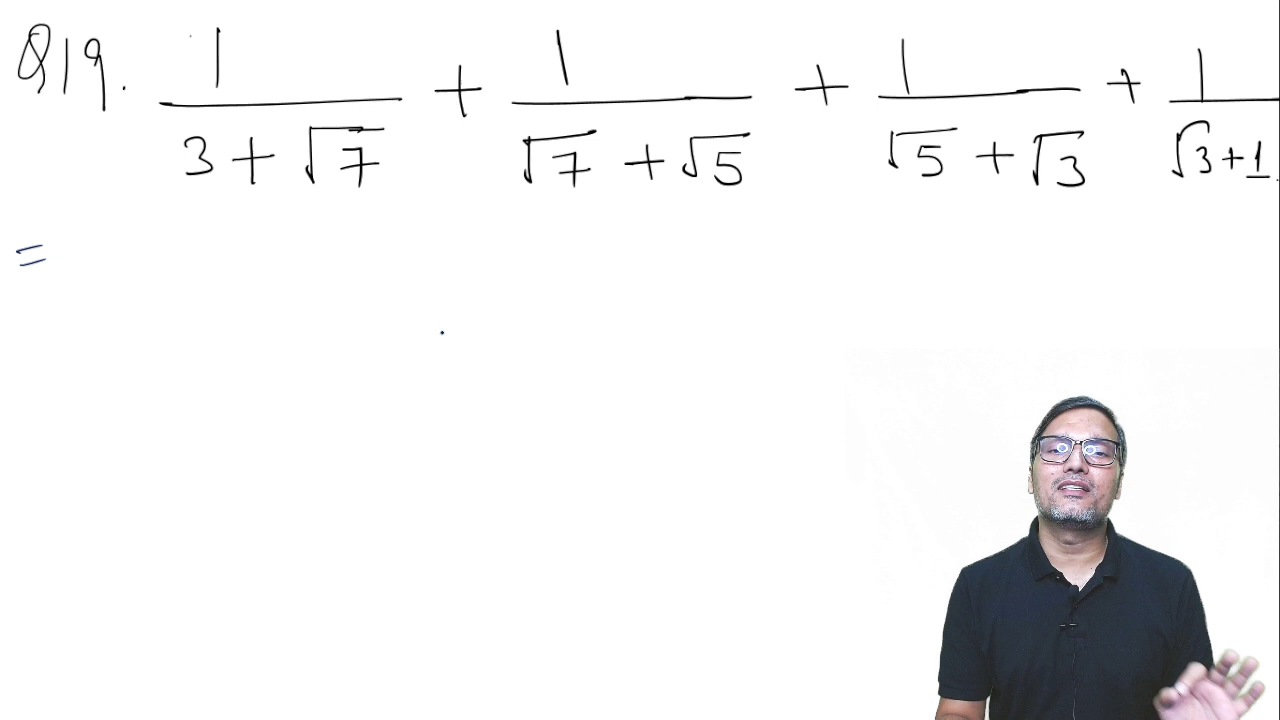 Q19. 1/(3 + √7) + 1/(√7 + √5) + 1/(√5 + √3) + 1/(√3 + 1)
=